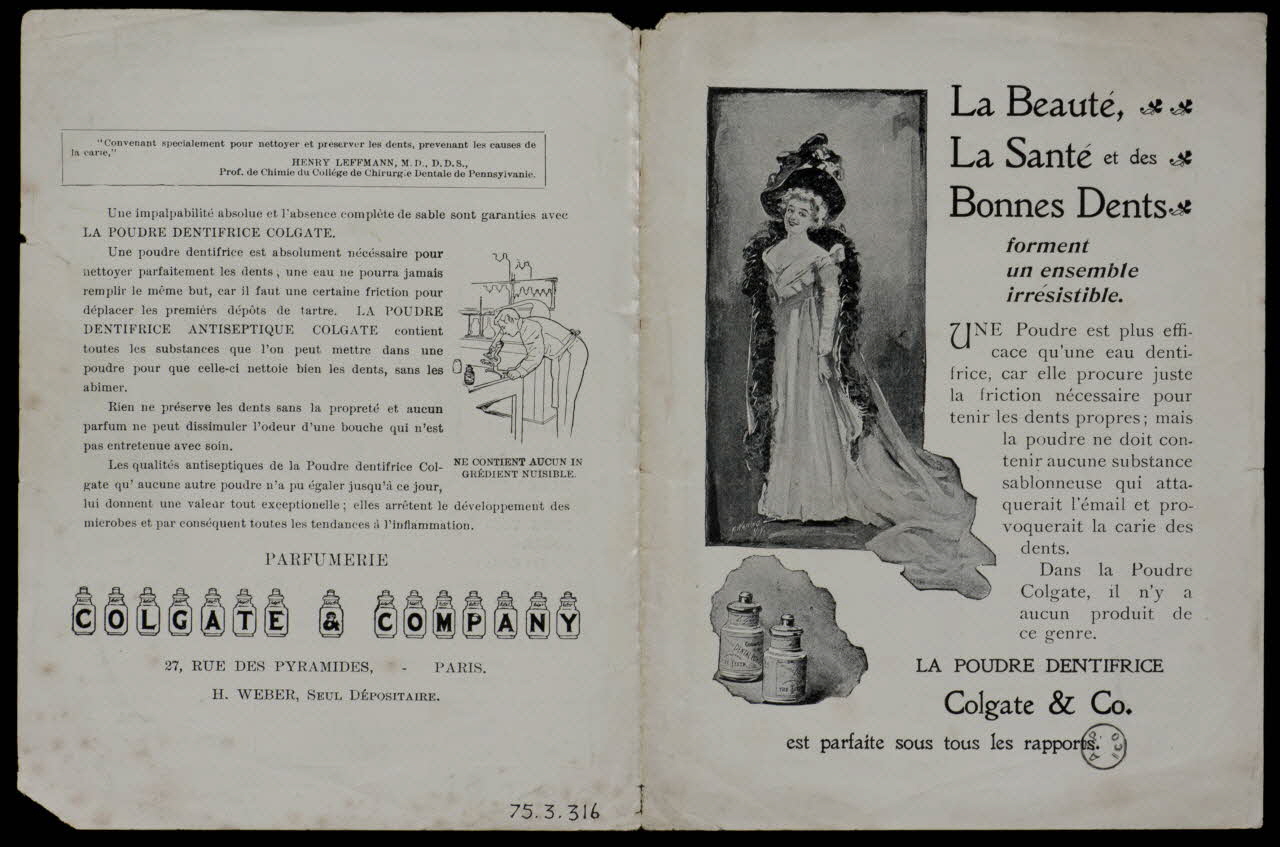 "Convenant specialement pour nettoyer et preserver les dents, prevenant les causes de
la carie,"
HENRY LEFFMANN, M.D., D.D.S.,
Prof. de Chimie du Collége de Chirurgie Dentale de Pennsylvanie.
Une impalpabilité absolue et l'absence complète de sable sont garanties avec
LA POUDRE DENTIFRICE COLGATE.
Une poudre dentifrice est absolument nécéssaire pour
nettoyer parfaitement les dents, une eau ne pourra jamais
remplir le même but, car il faut une certaine friction pour
déplacer les premièrs dépôts de tartre. LA POUDRE
DENTIFRICE ANTISEPTIQUE COLGATE contient
toutes les substances que l'on peut mettre dans une
poudre pour que celle-ci nettoie bien les dents, sans les
abimer.
Rien ne préserve les dents sans la propreté et aucun
parfum ne peut dissimuler l'odeur d'une bouche qui n'est
pas entretenue avec soin.
Les qualités antiseptiques de la Poudre dentifrice Col-
gate qu' aucune autre poudre n'a pu égaler jusqu'à ce jour,
lui donnent une valeur tout exceptionelle; elles arrêtent le développement des
microbes et par conséquent toutes les tendances á l'inflammation.
NE CONTIENT AUCUN IN
GRÉDIENT NUISIBLE.
PARFUMERIE
COLGATE & COMPANY
27, RUE DES PYRAMIDES, - PARIS.
H. WEBER, SEUL DÉPOSITAIRE.
75.3.316
La Beauté,
La Santé et des
Bonnes Dents
forment
un ensemble
irrésistible.
UNE Poudre est plus effi-
cace qu'une eau denti-
frice, car elle procure juste
la friction nécessaire pour
tenir les dents propres; mais
la poudre ne doit con-
tenir aucune substance
sablonneuse qui atta-
querait l'émail et pro-
voquerait la carie des
dents.
Dans la Poudre
Colgate, il n'y a
aucun produit de
ce genre.
LA POUDRE DENTIFRICE
Colgate & Co.
est parfaite sous tous les rapports.